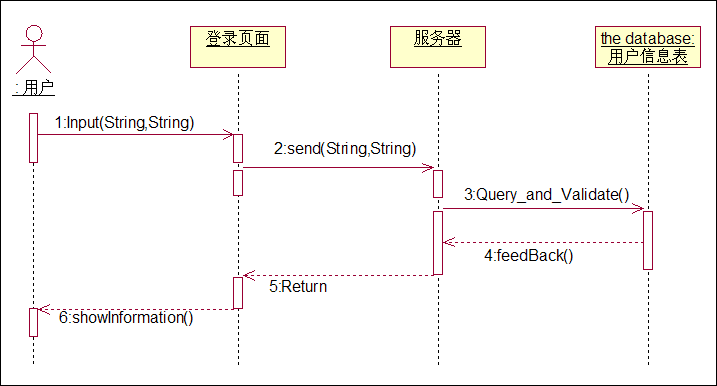 登录页面
服务器
the database:
用户信息表
: 用户
1:Input(String,String)
2:send(String,String)
3:Query_and_Validate()
4:feedBack()
5:Return
6:showInformation()